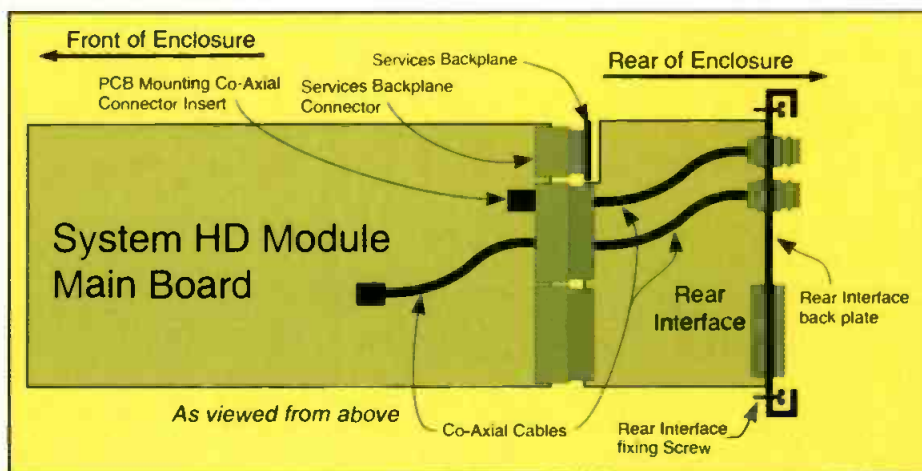 Front of Enclosure
Services Backplane
Rear of Enclosure
PCB Mounting Co-Axial
Connector Insert
Services Backplane
Connector
System HD Module
Main Board
Rear
Interface
Rear Interface
back plate
As viewed from above
Co-Axial Cables
Rear Interface
fixing Screw